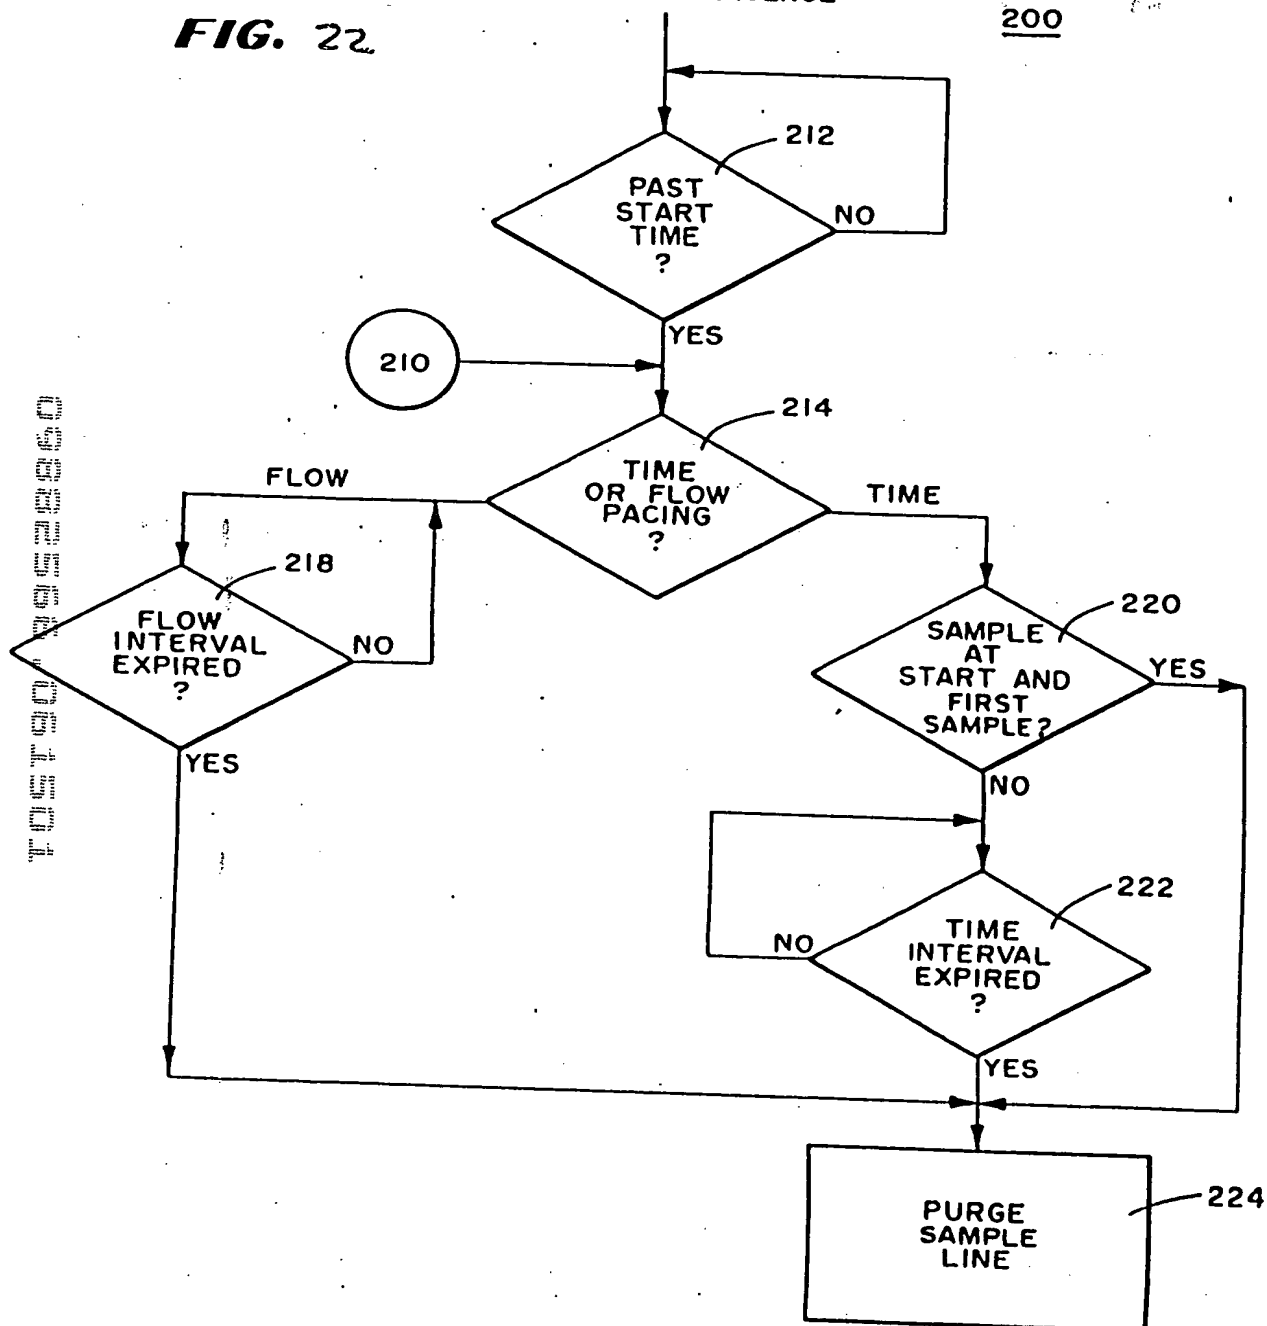 200
FIG. 22
212
PAST
START
TIME
?
NO
YES
210
214
TIME
OR FLOW
PACING
?
FLOW
TIME
218
FLOW
INTERVAL
EXPIRED
?
NO
YES
220
SAMPLE
AT
START AND
FIRST
SAMPLE?
YES
NO
222
TIME
INTERVAL
EXPIRED
?
NO
YES
224
PURGE
SAMPLE
LINE